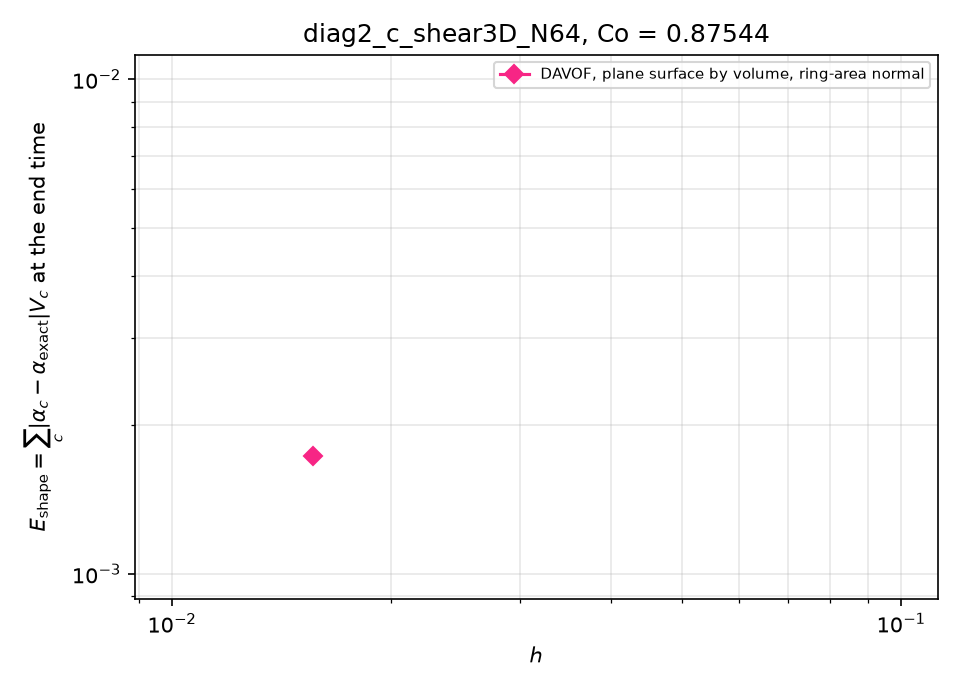 diag2_c_shear3D_N64, Co = 0.87544
DAVOF, plane surface by volume, ring-area normal
E_shape = ∑_c |α_c − α_exact|V_c at the end time
10⁻²
10⁻³
10⁻²
10⁻¹
h